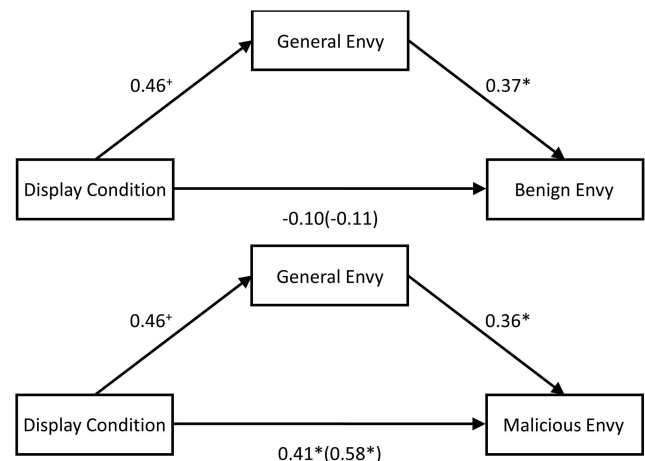 General Envy
0.46⁺
0.37*
Display Condition
Benign Envy
-0.10(-0.11)
General Envy
0.46⁺
0.36*
Display Condition
Malicious Envy
0.41*(0.58*)